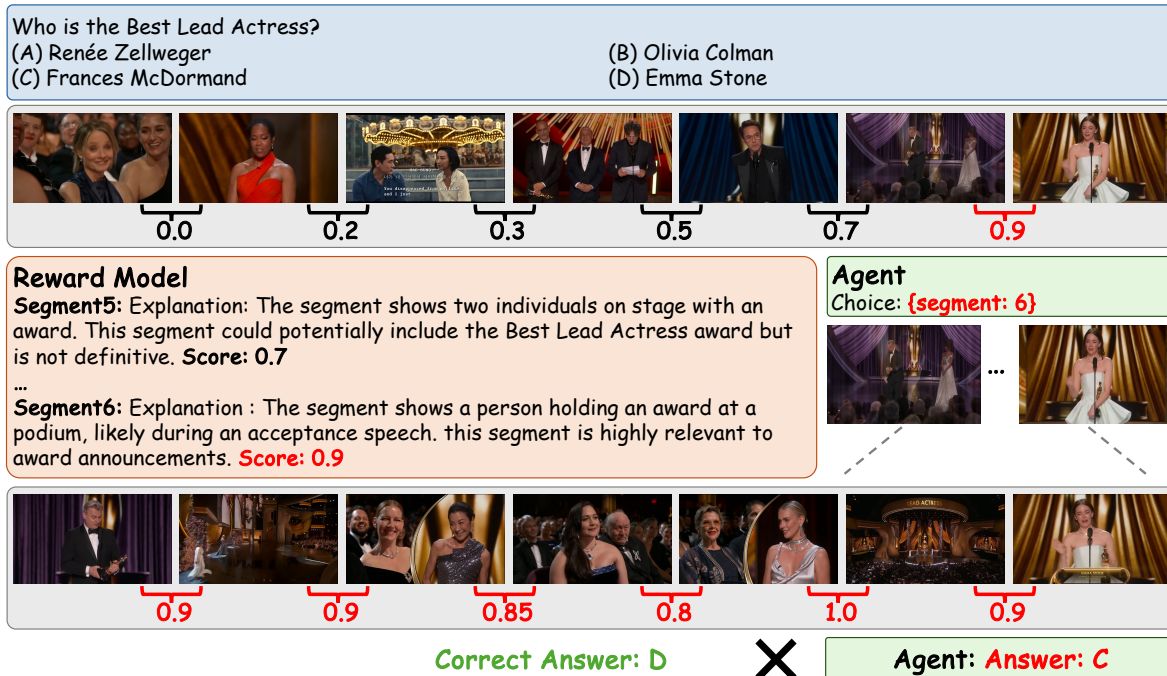 Who is the Best Lead Actress?
(A) Renée Zellweger
(B) Olivia Colman
(C) Frances McDormand
(D) Emma Stone
You disappeared
and I just
0.0
0.2
0.3
0.5
0.7
0.9
Reward Model
Segment5: Explanation: The segment shows two individuals on stage with an
award. This segment could potentially include the Best Lead Actress award but
is not definitive. Score: 0.7
...
Segment6: Explanation : The segment shows a person holding an award at a
podium, likely during an acceptance speech. this segment is highly relevant to
award announcements. Score: 0.9
Agent
Choice: {segment: 6}
...
0.9
0.9
0.85
0.8
1.0
0.9
Correct Answer: D
Agent: Answer: C